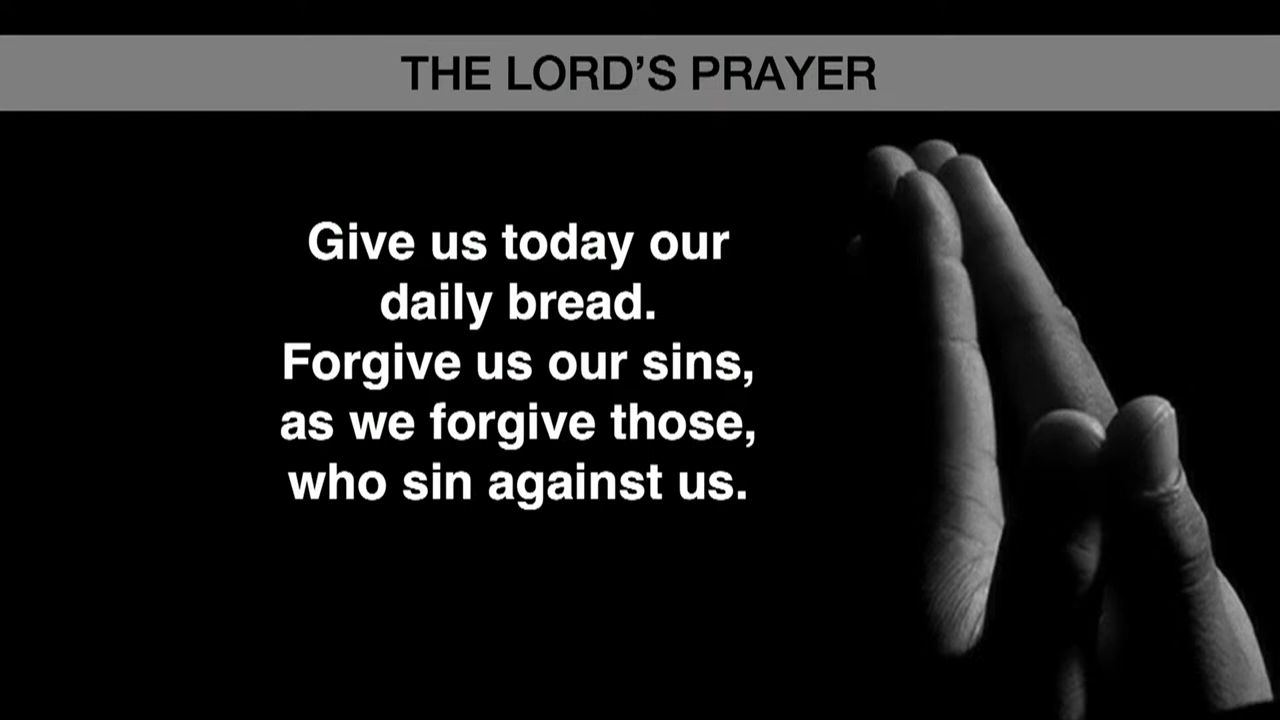 THE LORD’S PRAYER
Give us today our
daily bread.
Forgive us our sins,
as we forgive those,
who sin against us.